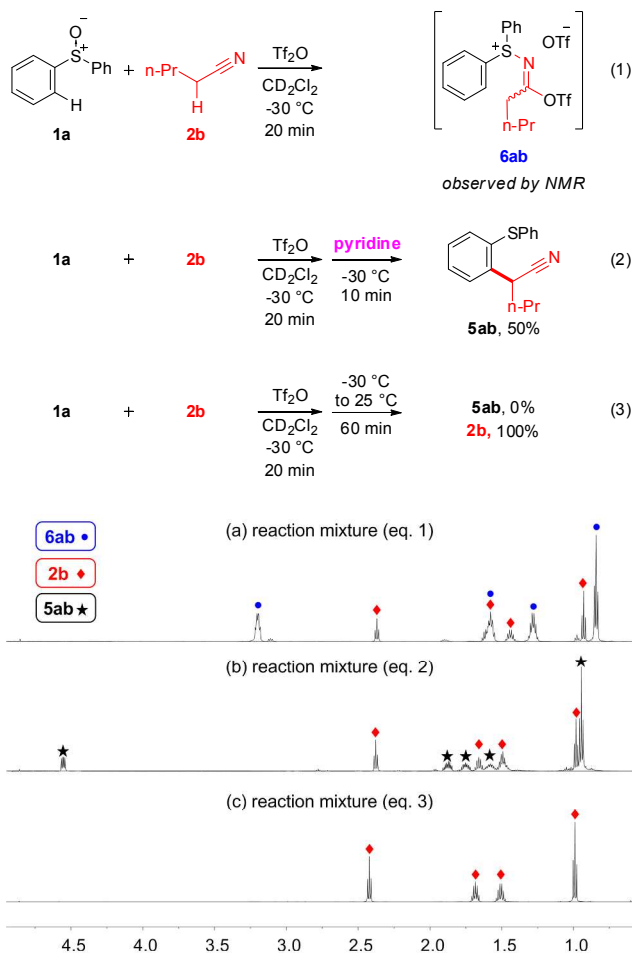 O⁻
S⁺
Ph
H
1a
+
n-Pr
N
H
2b
Tf₂O
CD₂Cl₂
-30 °C
20 min
Ph
S⁺
N
⁻OTf
OTf
n-Pr
6ab
observed by NMR
(1)
1a + 2b
Tf₂O
CD₂Cl₂
-30 °C
20 min
pyridine
-30 °C
10 min
SPh
N
n-Pr
5ab, 50%
(2)
1a + 2b
Tf₂O
CD₂Cl₂
-30 °C
20 min
-30 °C
to 25 °C
60 min
5ab, 0%
2b, 100%
(3)
6ab ●
2b ♦
5ab ★
(a) reaction mixture (eq. 1)
(b) reaction mixture (eq. 2)
(c) reaction mixture (eq. 3)
4.5 4.0 3.5 3.0 2.5 2.0 1.5 1.0